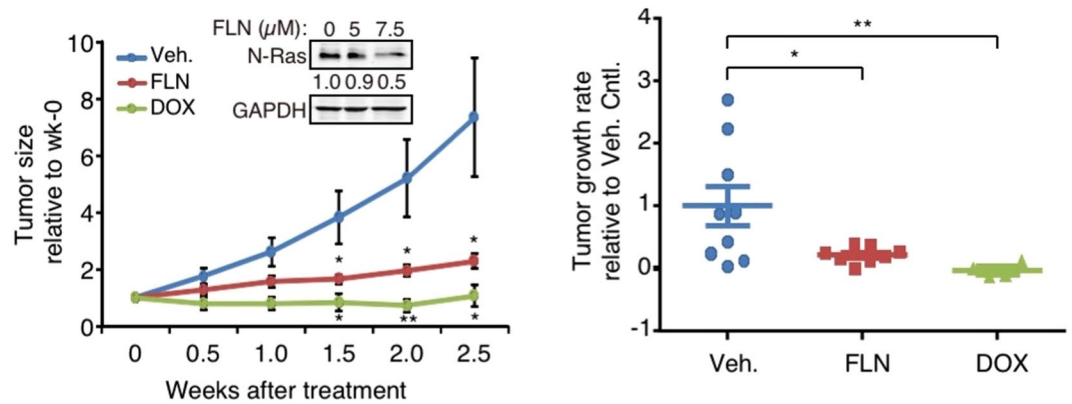 FLN (µM): 0 5 7.5
N-Ras
1.0 0.9 0.5
GAPDH
Veh.
FLN
DOX
Tumor size
relative to wk-0
10
8
6
4
2
0
*
*
*
*
**
*
0 0.5 1.0 1.5 2.0 2.5
Weeks after treatment
Tumor growth rate
relative to Veh. Cntl.
4
3
2
1
0
-1
**
*
Veh. FLN DOX